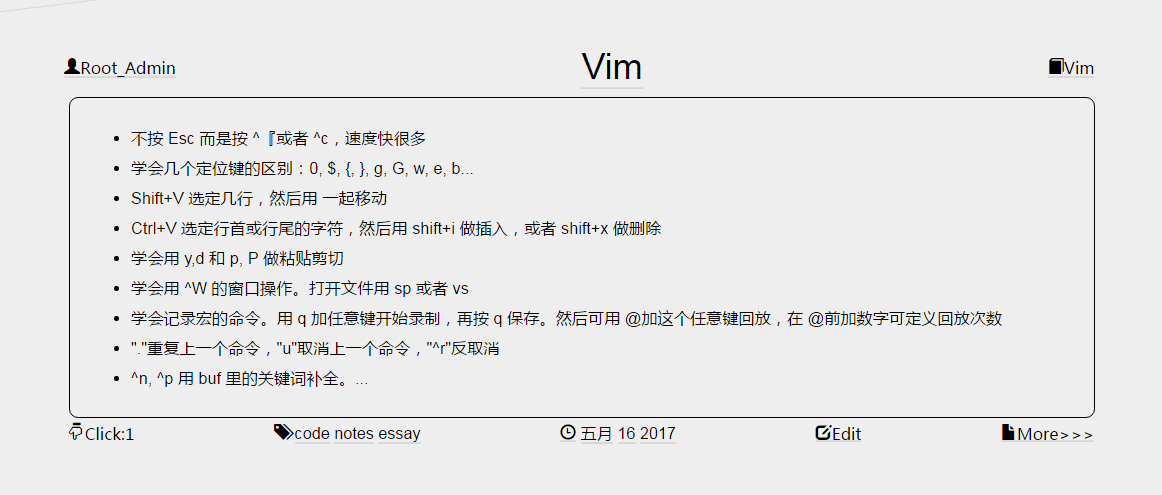 Root_Admin
Vim
Vim
不按 Esc 而是按 ^『或者 ^c，速度快很多
学会几个定位键的区别：0, $, {, }, g, G, w, e, b...
Shift+V 选定几行，然后用 一起移动
Ctrl+V 选定行首或行尾的字符，然后用 shift+i 做插入，或者 shift+x 做删除
学会用 y,d 和 p, P 做粘贴剪切
学会用 ^W 的窗口操作。打开文件用 sp 或者 vs
学会记录宏的命令。用 q 加任意键开始录制，再按 q 保存。然后可用 @加这个任意键回放，在 @前加数字可定义回放次数
"."重复上一个命令，"u"取消上一个命令，"^r"反取消
^n, ^p 用 buf 里的关键词补全。...
Click:1
code notes essay
五月 16 2017
Edit
More>>>